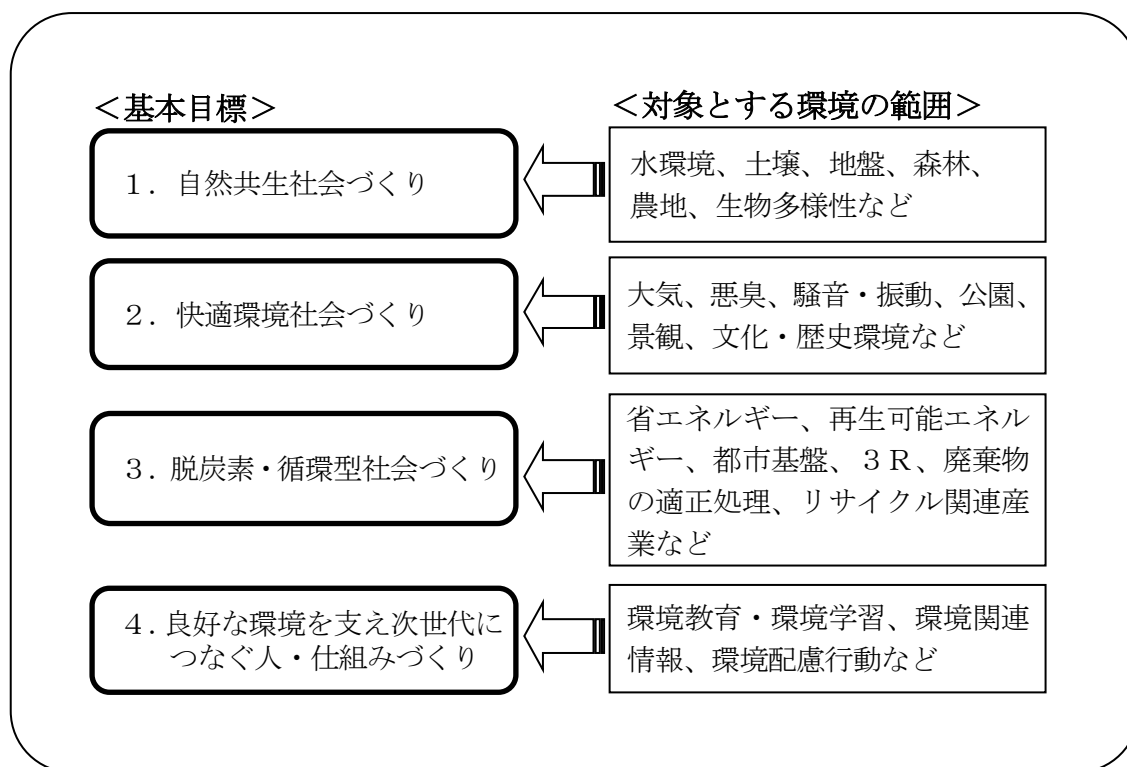 ＜基本目標＞
＜対象とする環境の範囲＞
１．自然共生社会づくり
水環境、土壌、地盤、森林、
農地、生物多様性など
２．快適環境社会づくり
大気、悪臭、騒音・振動、公園、
景観、文化・歴史環境など
３．脱炭素・循環型社会づくり
省エネルギー、再生可能エネル
ギー、都市基盤、３Ｒ、廃棄物
の適正処理、リサイクル関連産
業など
４．良好な環境を支え次世代に
つなぐ人・仕組みづくり
環境教育・環境学習、環境関連
情報、環境配慮行動など